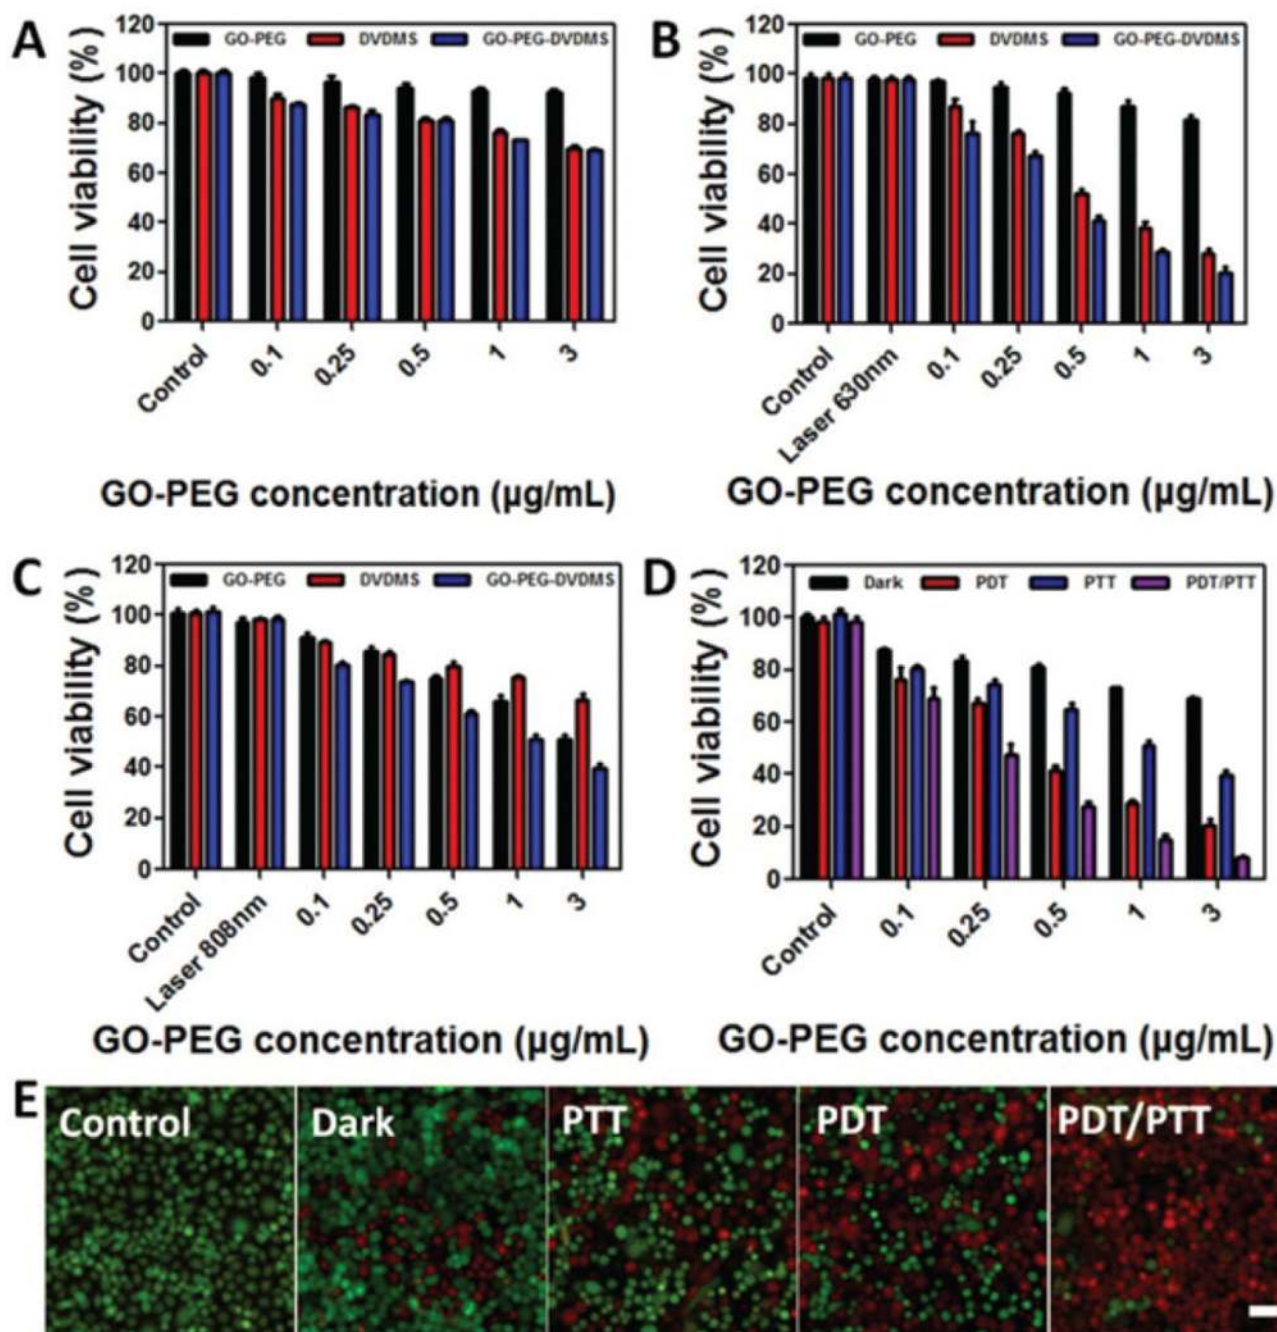 A
Cell viability (%)
120
100
80
60
40
20
0
GO-PEG DVDMS GO-PEG-DVDMS
Control 0.1 0.25 0.5 1 3
GO-PEG concentration (µg/mL)
B
Cell viability (%)
120
100
80
60
40
20
0
GO-PEG DVDMS GO-PEG-DVDMS
Control Laser 630nm 0.1 0.25 0.5 1 3
GO-PEG concentration (µg/mL)
C
Cell viability (%)
120
100
80
60
40
20
0
GO-PEG DVDMS GO-PEG-DVDMS
Control Laser 808nm 0.1 0.25 0.5 1 3
GO-PEG concentration (µg/mL)
D
Cell viability (%)
120
100
80
60
40
20
0
Dark PDT PTT PDT/PTT
Control 0.1 0.25 0.5 1 3
GO-PEG concentration (µg/mL)
E
Control Dark PTT PDT PDT/PTT